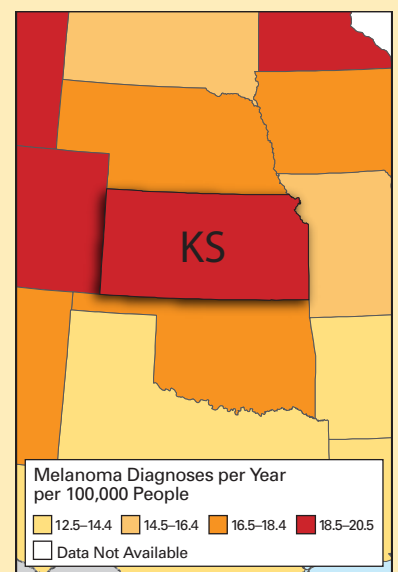 KS
Melanoma Diagnoses per Year
per 100,000 People
12.5–14.4 14.5–16.4 16.5–18.4 18.5–20.5
Data Not Available